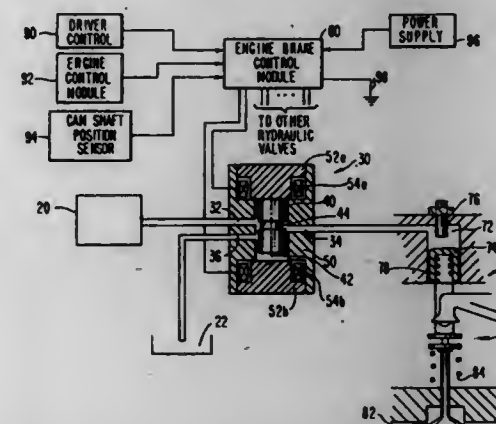 90
DRIVER
CONTROL
80
ENGINE BRAKE
CONTROL
MODULE
POWER
SUPPLY
96
92
ERGINE
CONTROL
MODULE
98
94
CAM SHAFT
POSITION
SENSOR
TO OTHER
HYDRAULIC
VALVES
52a
30
54a
20
32
40
44
76
72
34
36
50
78
42
54b
52b
22
84
82